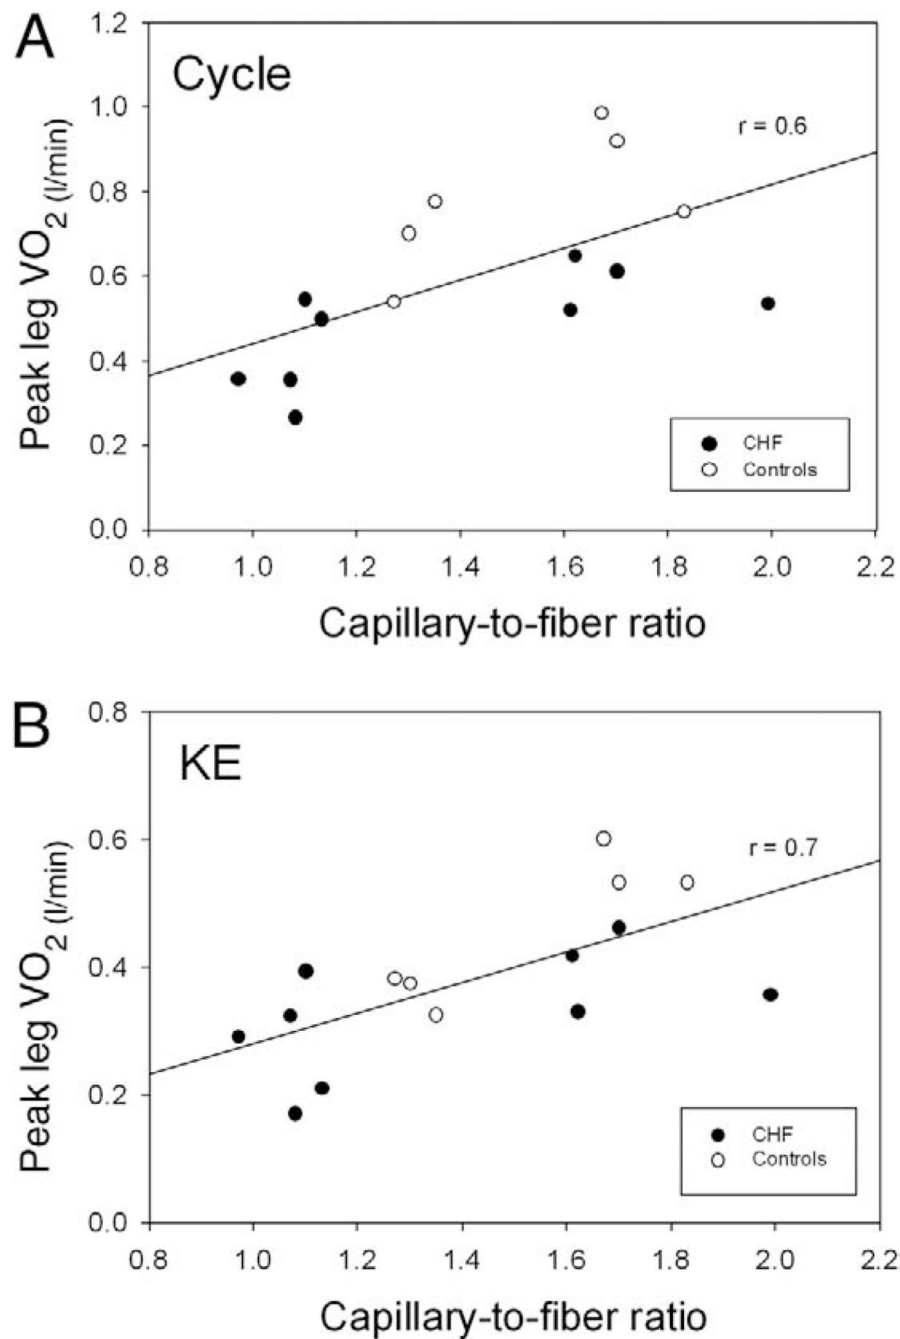 A
Cycle
r = 0.6
Peak leg VO2 (l/min)
1.2
1.0
0.8
0.6
0.4
0.2
0.0
CHF
Controls
0.8 1.0 1.2 1.4 1.6 1.8 2.0 2.2
Capillary-to-fiber ratio
B
KE
r = 0.7
Peak leg VO2 (l/min)
0.8
0.6
0.4
0.2
0.0
CHF
Controls
0.8 1.0 1.2 1.4 1.6 1.8 2.0 2.2
Capillary-to-fiber ratio